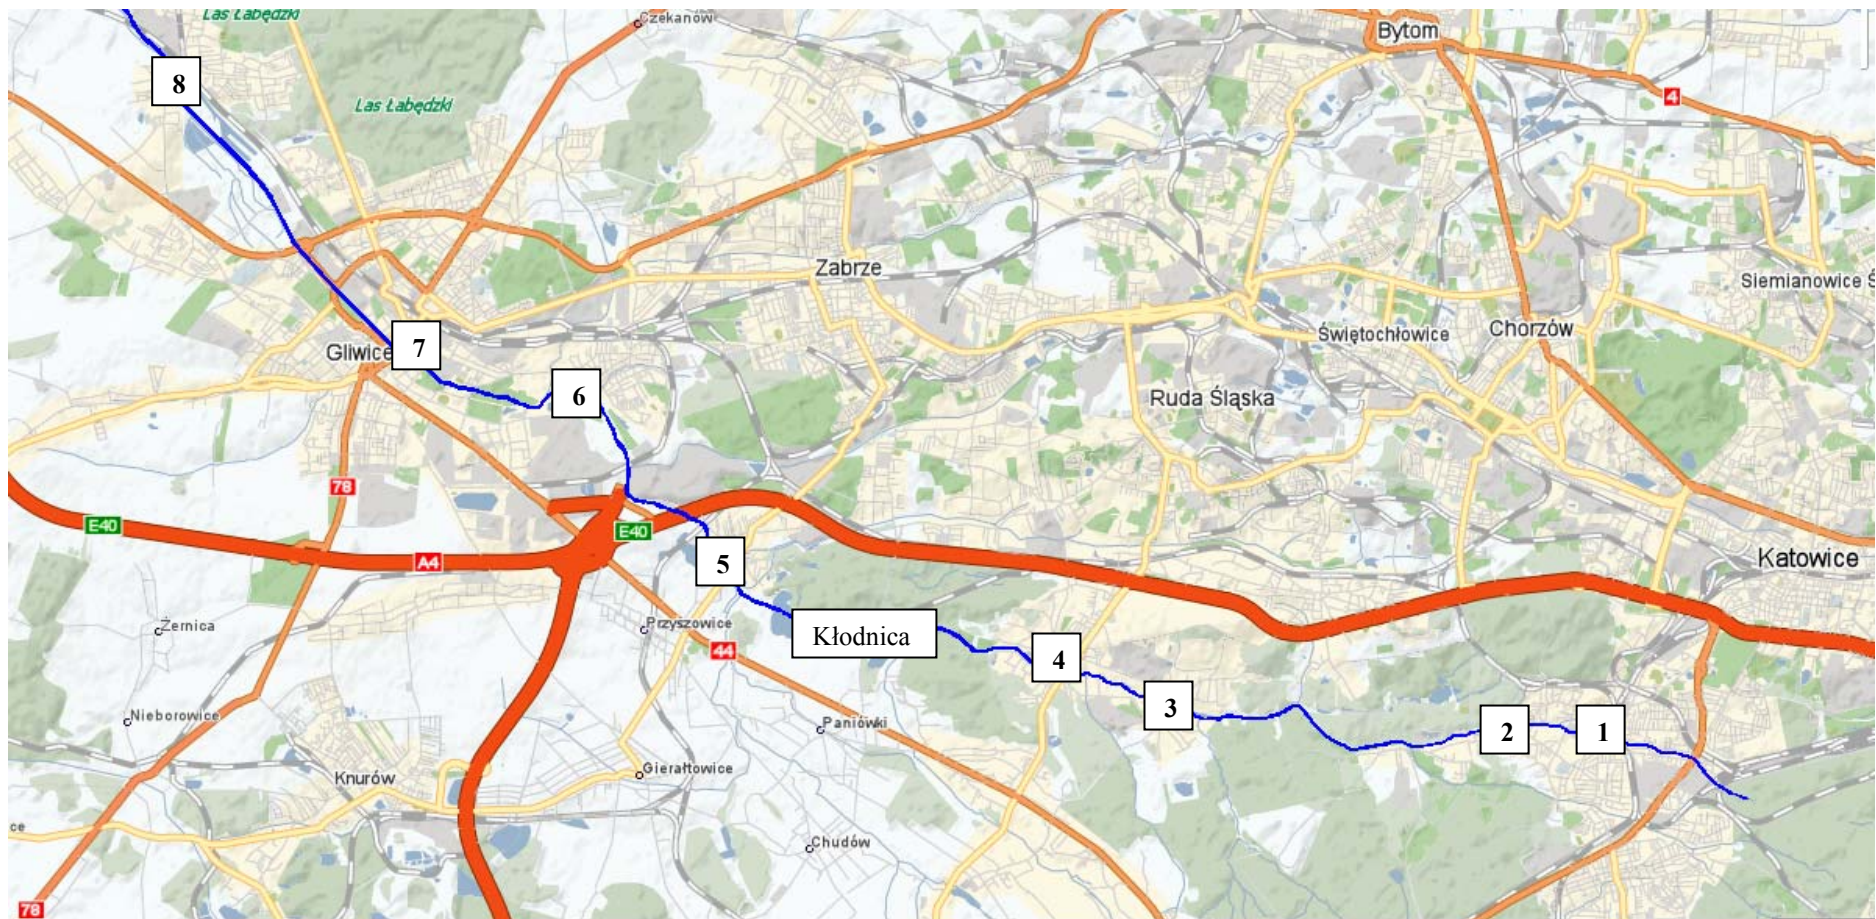 Las Łabędzki
Czekanów
Bytom
8
4
Las Łabędzki
Zabrze
Siemianowice Ś
Świętochłowice
Chorzów
7
Gliwice
6
Ruda Śląska
78
E40
E40
A4
5
Katowice
Żernica
Przyszowice
Kłodnica
44
4
3
Nieborowice
Paniówki
2
1
Knurów
Gierałtowice
ce
Chudów
78